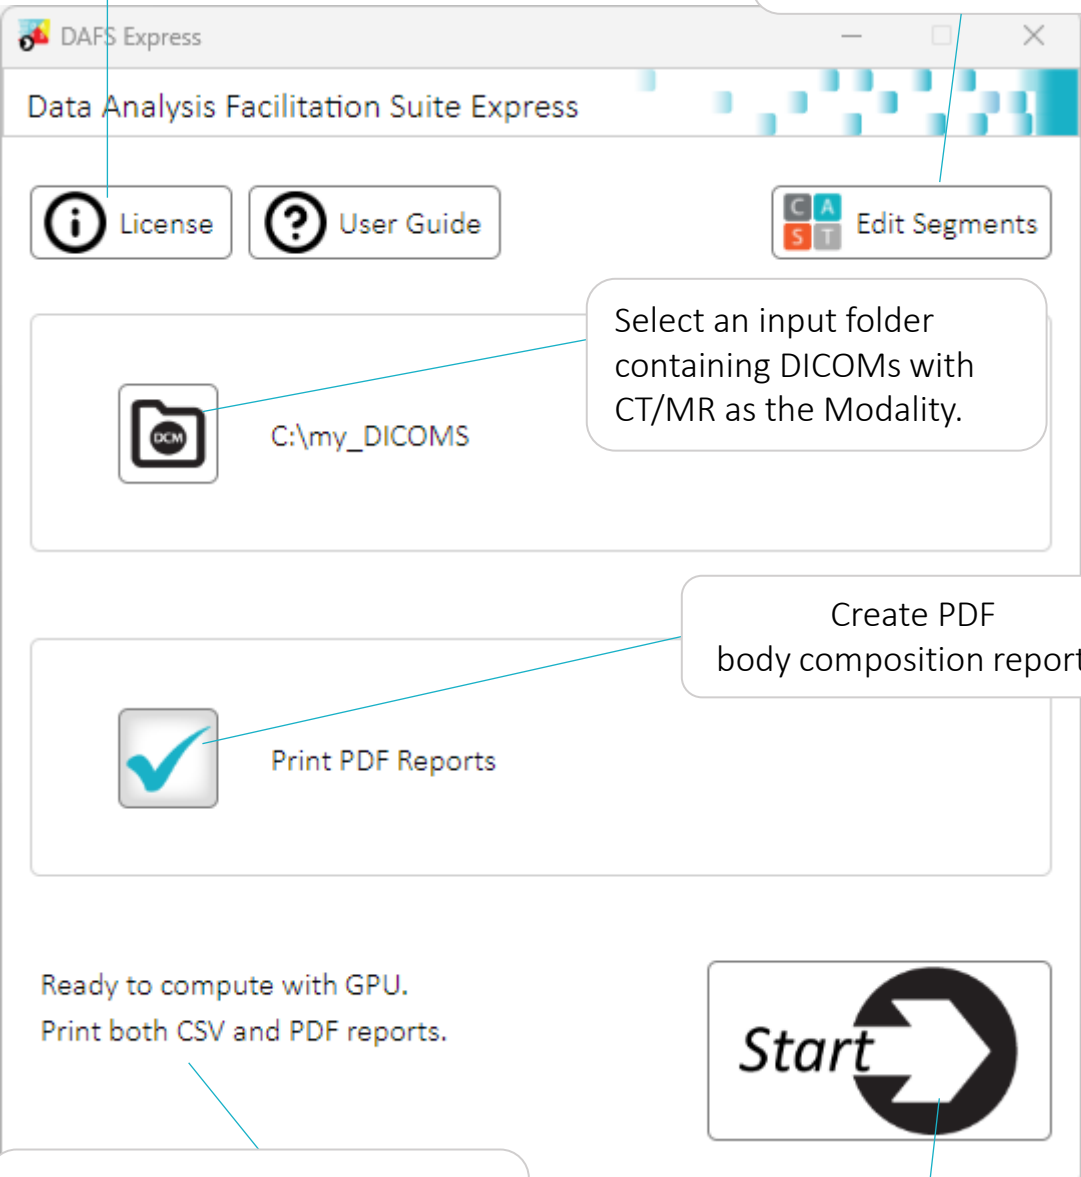 DAFS Express
Data Analysis Facilitation Suite Express
License
User Guide
C A
S T
Edit Segments
Select an input folder
containing DICOMs with
CT/MR as the Modality.
DCM
C:\my_DICOMS
Create PDF
body composition report
Print PDF Reports
Ready to compute with GPU.
Print both CSV and PDF reports.
Start